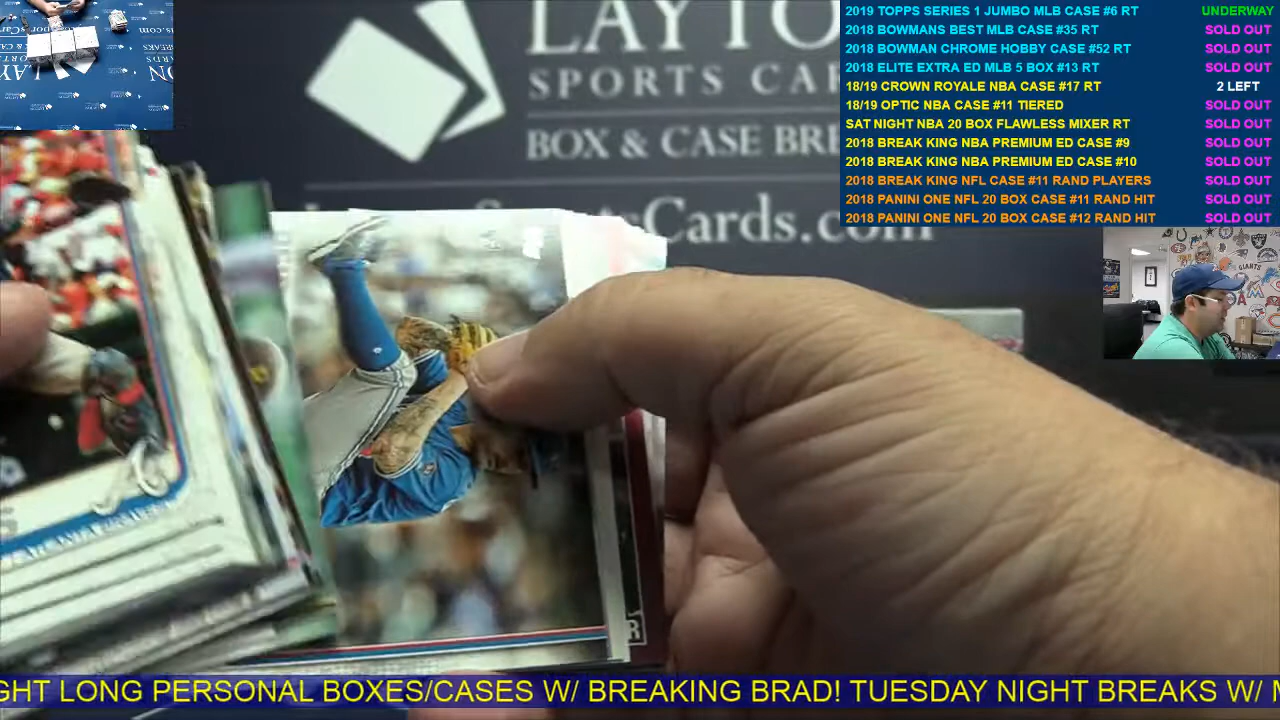 2019 TOPPS SERIES 1 JUMBO MLB CASE #6 RT UNDERWAY
2018 BOWMANS BEST MLB CASE #35 RT SOLD OUT
2018 BOWMAN CHROME HOBBY CASE #52 RT SOLD OUT
2018 ELITE EXTRA ED MLB 5 BOX #13 RT SOLD OUT
18/19 CROWN ROYALE NBA CASE #17 RT 2 LEFT
18/19 OPTIC NBA CASE #11 TIERED SOLD OUT
SAT NIGHT NBA 20 BOX FLAWLESS MIXER RT SOLD OUT
2018 BREAK KING NBA PREMIUM ED CASE #9 SOLD OUT
2018 BREAK KING NBA PREMIUM ED CASE #10 SOLD OUT
2018 BREAK KING NFL CASE #11 RAND PLAYERS SOLD OUT
2018 PANINI ONE NFL 20 BOX CASE #11 RAND HIT SOLD OUT
2018 PANINI ONE NFL 20 BOX CASE #12 RAND HIT SOLD OUT
LAYTO
SPORTS CAR
BOX & CASE BRE
sCards.com
GIANTS
GHT LONG PERSONAL BOXES/CASES W/ BREAKING BRAD! TUESDAY NIGHT BREAKS W/ M